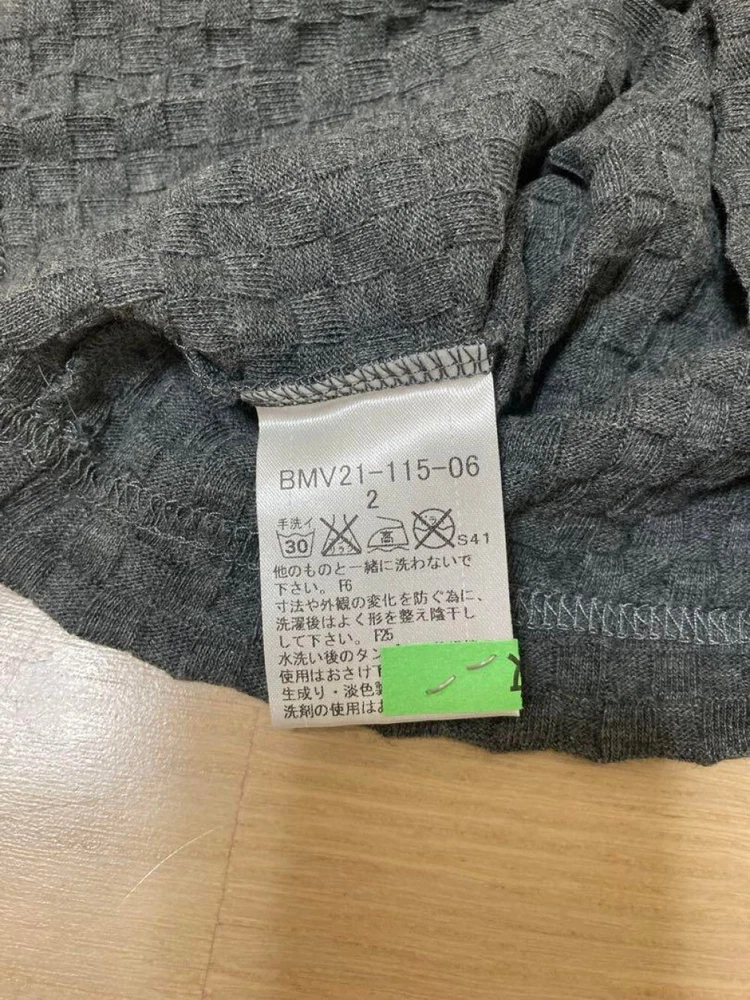 BMV21-115-06
2
手洗イ
30
高
S41
他のものと一緒に洗わないで
下さい。 F6
寸法や外観の変化を防ぐ為に、
洗濯後はよく形を整え陰干し
して下さい。 F25
水洗い後のタン
使用はおさけ下
生成り・淡色
洗剤の使用はお